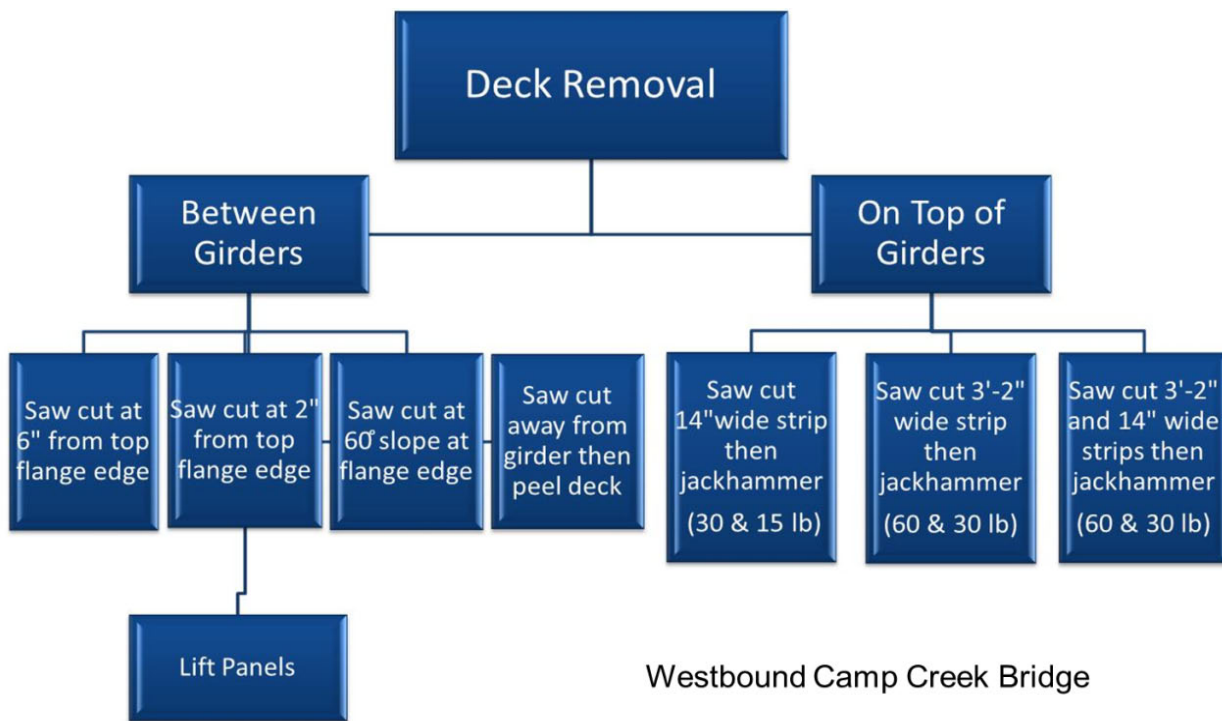 Deck Removal
Between
Girders
On Top of
Girders
Saw cut at
6" from top
flange edge
Saw cut at 2"
from top
flange edge
Saw cut at
60° slope at
flange edge
Saw cut
away from
girder then
peel deck
Saw cut
14"wide strip
then
jackhammer
(30 & 15 lb)
Saw cut 3'-2"
wide strip
then
jackhammer
(60 & 30 lb)
Saw cut 3'-2"
and 14" wide
strips then
jackhammer
(60 & 30 lb)
Lift Panels
Westbound Camp Creek Bridge